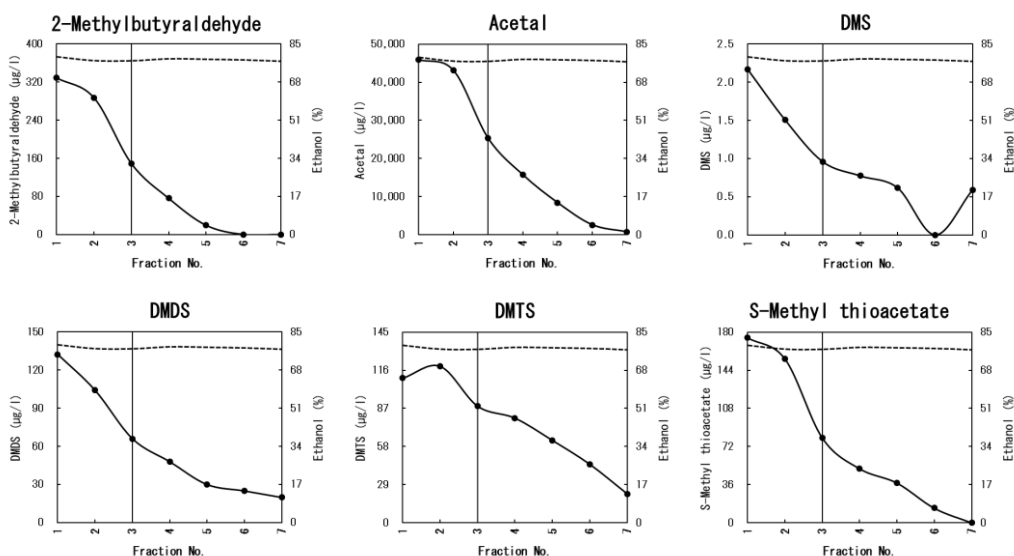 2-Methylbutyraldehyde
2-Methylbutyraldehyde (µg/l)
400
320
240
160
80
0
85
68
51
34
17
0
Ethanol (%)
1 2 3 4 5 6 7
Fraction No.
Acetal
Acetal (µg/l)
50,000
40,000
30,000
20,000
10,000
0
85
68
51
34
17
0
Ethanol (%)
1 2 3 4 5 6 7
Fraction No.
DMS
DMS (µg/l)
2.5
2.0
1.5
1.0
0.5
0.0
85
68
51
34
17
0
Ethanol (%)
1 2 3 4 5 6 7
Fraction No.
DMDS
DMDS (µg/l)
150
120
90
60
30
0
85
68
51
34
17
0
Ethanol (%)
1 2 3 4 5 6 7
Fraction No.
DMTS
DMTS (µg/l)
145
116
87
58
29
0
85
68
51
34
17
0
Ethanol (%)
1 2 3 4 5 6 7
Fraction No.
S-Methyl thioacetate
S-Methyl thioacetate (µg/l)
180
144
108
72
36
0
85
68
51
34
17
0
Ethanol (%)
1 2 3 4 5 6 7
Fraction No.